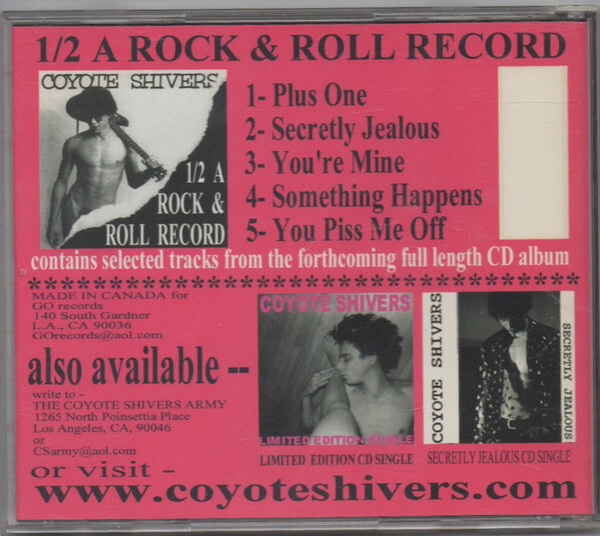 1/2 A ROCK & ROLL RECORD
COYOTE SHIVERS
1/2 A
ROCK &
ROLL RECORD
1- Plus One
2- Secretly Jealous
3- You're Mine
4- Something Happens
5- You Piss Me Off
contains selected tracks from the forthcoming full length CD album
****************************************
MADE IN CANADA for
GO records
140 South Gardner
L.A., CA 90036
GOrecords@aol.com
also available --
write to -
THE COYOTE SHIVERS ARMY
1265 North Poinsettia Place
Los Angeles, CA, 90046
or
CSarmy@aol.com
COYOTE SHIVERS
LIMITED EDITION SINGLE
LIMITED EDITION CD SINGLE
COYOTE SHIVERS
SECRETLY JEALOUS
SECRETLY JEALOUS CD SINGLE
or visit -
www.coyoteshivers.com